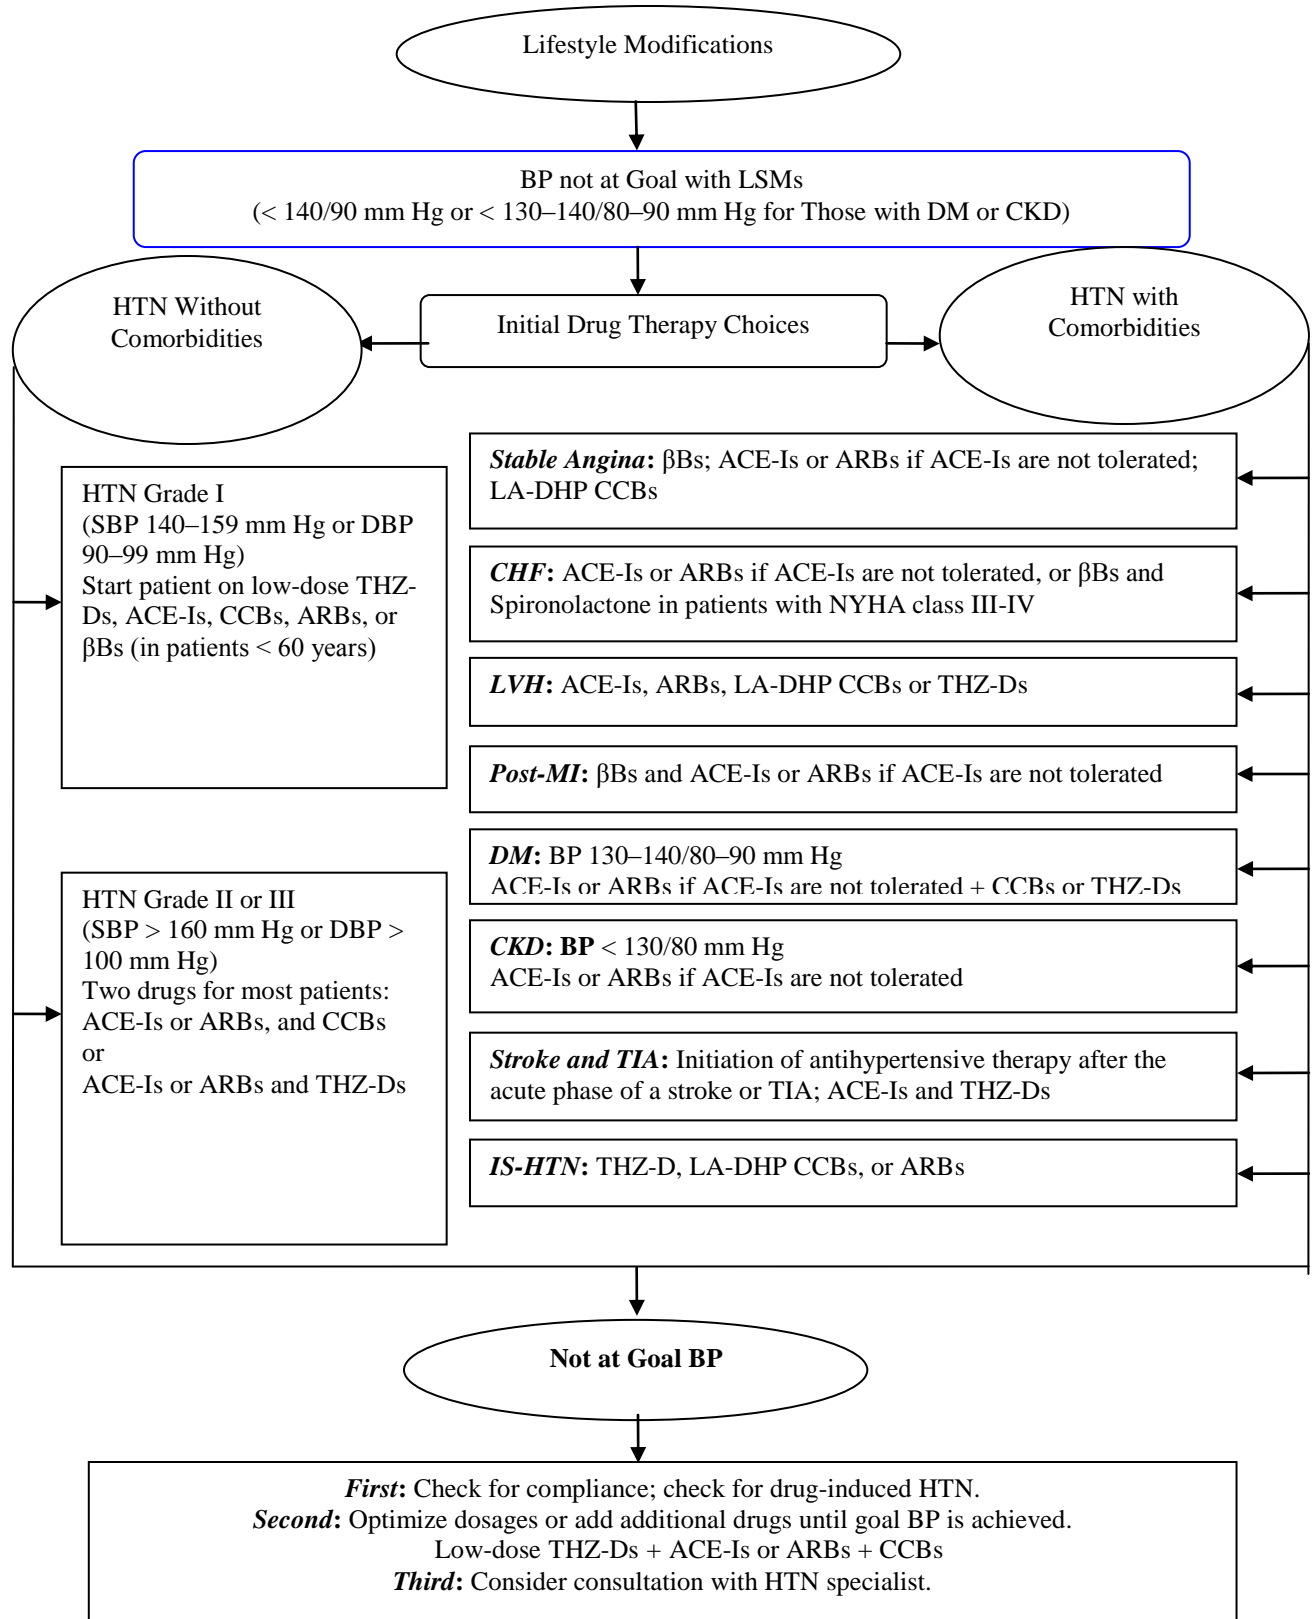 Lifestyle Modifications
BP not at Goal with LSMs
(< 140/90 mm Hg or < 130–140/80–90 mm Hg for Those with DM or CKD)
HTN Without
Comorbidities
Initial Drug Therapy Choices
HTN with
Comorbidities
HTN Grade I
(SBP 140–159 mm Hg or DBP
90–99 mm Hg)
Start patient on low-dose THZ-
Ds, ACE-Is, CCBs, ARBs, or
βBs (in patients < 60 years)
HTN Grade II or III
(SBP > 160 mm Hg or DBP >
100 mm Hg)
Two drugs for most patients:
ACE-Is or ARBs, and CCBs
or
ACE-Is or ARBs and THZ-Ds
Stable Angina: βBs; ACE-Is or ARBs if ACE-Is are not tolerated;
LA-DHP CCBs
CHF: ACE-Is or ARBs if ACE-Is are not tolerated, or βBs and
Spironolactone in patients with NYHA class III-IV
LVH: ACE-Is, ARBs, LA-DHP CCBs or THZ-Ds
Post-MI: βBs and ACE-Is or ARBs if ACE-Is are not tolerated
DM: BP 130–140/80–90 mm Hg
ACE-Is or ARBs if ACE-Is are not tolerated + CCBs or THZ-Ds
CKD: BP < 130/80 mm Hg
ACE-Is or ARBs if ACE-Is are not tolerated
Stroke and TIA: Initiation of antihypertensive therapy after the
acute phase of a stroke or TIA; ACE-Is and THZ-Ds
IS-HTN: THZ-D, LA-DHP CCBs, or ARBs
Not at Goal BP
First: Check for compliance; check for drug-induced HTN.
Second: Optimize dosages or add additional drugs until goal BP is achieved.
Low-dose THZ-Ds + ACE-Is or ARBs + CCBs
Third: Consider consultation with HTN specialist.